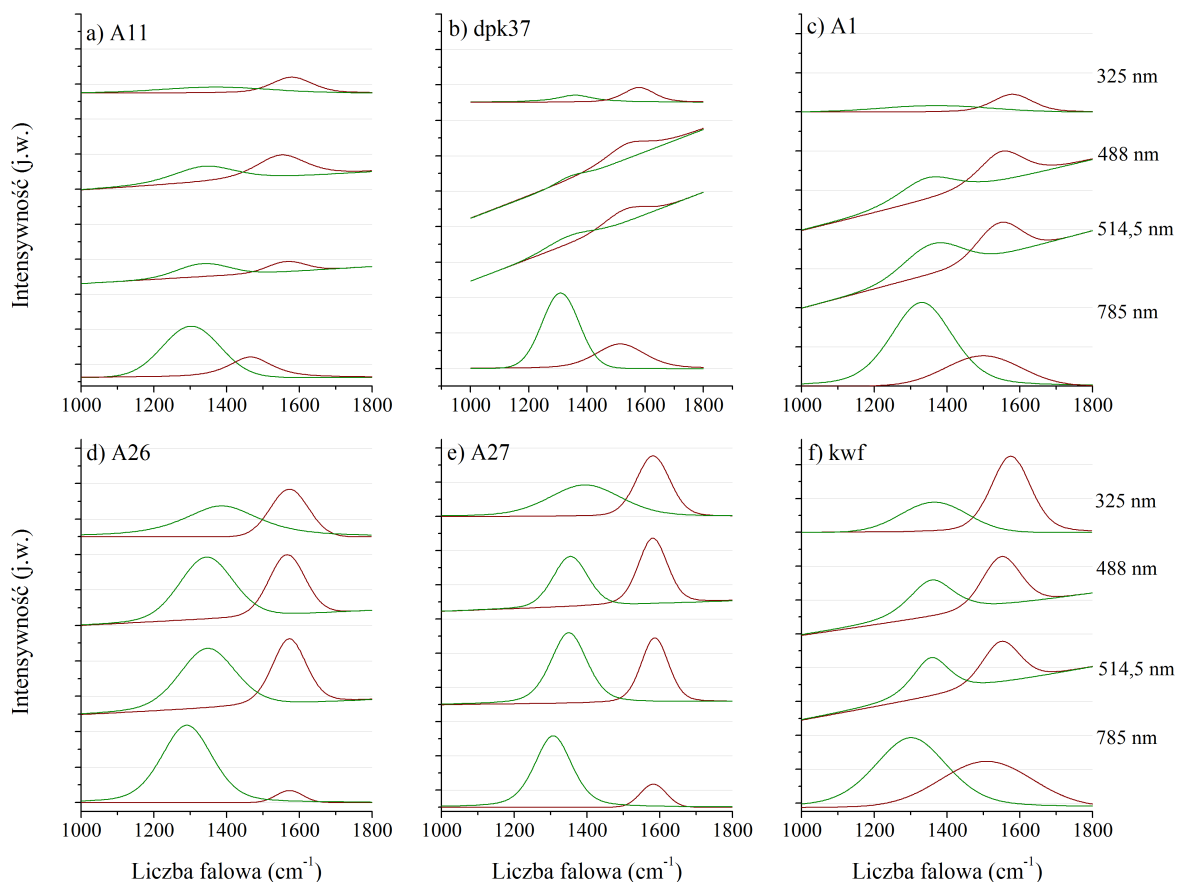 a) A11
b) dpk37
c) A1
325 nm
488 nm
514,5 nm
785 nm
Intensywność (j.w.)
1000 1200 1400 1600 1800
1000 1200 1400 1600 1800
1000 1200 1400 1600 1800
d) A26
e) A27
f) kwf
325 nm
488 nm
514,5 nm
785 nm
Intensywność (j.w.)
1000 1200 1400 1600 1800
1000 1200 1400 1600 1800
1000 1200 1400 1600 1800
Liczba falowa (cm⁻¹)
Liczba falowa (cm⁻¹)
Liczba falowa (cm⁻¹)